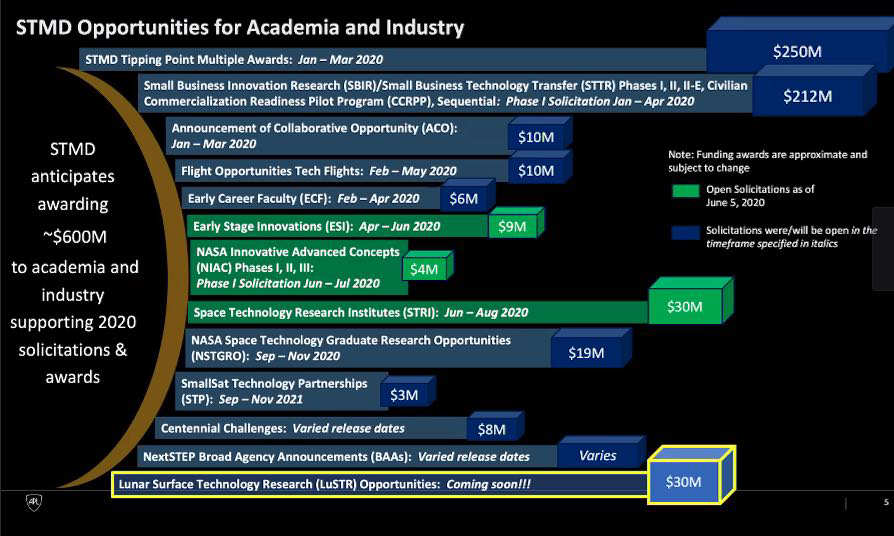 STMD Opportunities for Academia and Industry
STMD Tipping Point Multiple Awards: Jan – Mar 2020
$250M
Small Business Innovation Research (SBIR)/Small Business Technology Transfer (STTR) Phases I, II, II-E, Civilian
Commercialization Readiness Pilot Program (CCRPP), Sequential: Phase I Solicitation Jan – Apr 2020
$212M
Announcement of Collaborative Opportunity (ACO):
Jan – Mar 2020
$10M
Flight Opportunities Tech Flights: Feb – May 2020
$10M
Early Career Faculty (ECF): Feb – Apr 2020
$6M
Early Stage Innovations (ESI): Apr – Jun 2020
$9M
NASA Innovative Advanced Concepts
(NIAC) Phases I, II, III:
Phase I Solicitation Jun – Jul 2020
$4M
Space Technology Research Institutes (STRI): Jun – Aug 2020
$30M
NASA Space Technology Graduate Research Opportunities
(NSTGRO): Sep – Nov 2020
$19M
SmallSat Technology Partnerships
(STP): Sep – Nov 2021
$3M
Centennial Challenges: Varied release dates
$8M
NextSTEP Broad Agency Announcements (BAAs): Varied release dates
Varies
Lunar Surface Technology Research (LuSTR) Opportunities: Coming soon!!!
$30M
STMD
anticipates
awarding
~$600M
to academia and
industry
supporting 2020
solicitations &
awards
Note: Funding awards are approximate and
subject to change
Open Solicitations as of
June 5, 2020
Solicitations were/will be open in the
timeframe specified in italics
APL
5